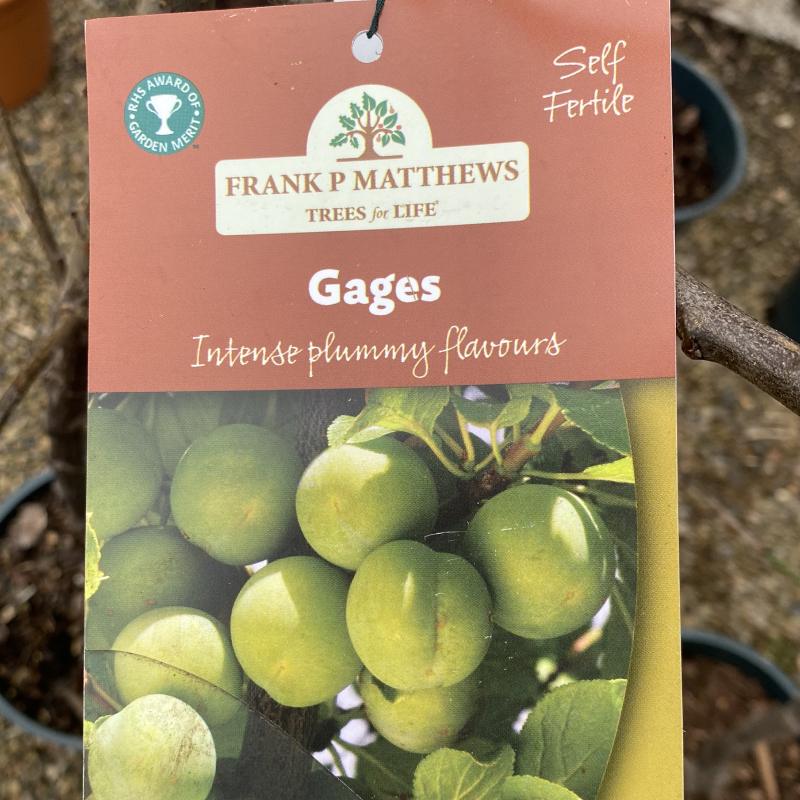 RHS AWARD OF
GARDEN MERIT
Self
Fertile
FRANK P MATTHEWS
TREES for LIFE®
Gages
Intense plummy flavours